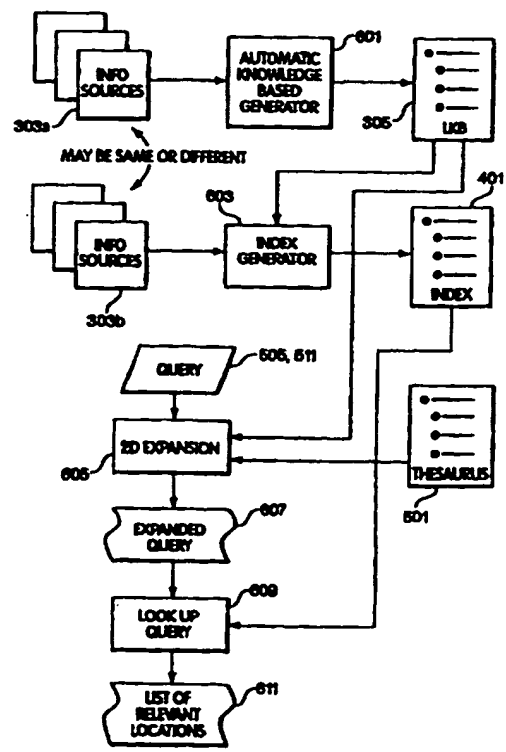 601
INFO
SOURCES
AUTOMATIC
KNOWLEDGE
BASED
GENERATOR
LKB
303a
305
MAY BE SAME OR DIFFERENT
603
401
INFO
SOURCES
INDEX
GENERATOR
INDEX
303b
QUERY
505, 511
2D EXPANSION
605
THESAURUS
501
EXPANDED
QUERY
607
609
LOOK UP
QUERY
LIST OF
RELEVANT
LOCATIONS
611